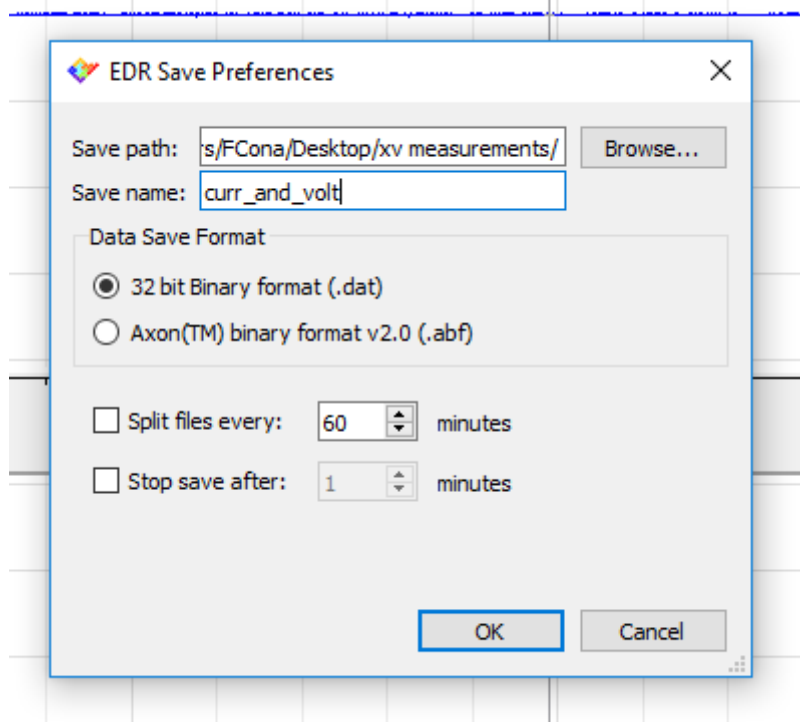 EDR Save Preferences
Save path: s/FCona/Desktop/xv measurements/ Browse...
Save name: curr_and_volt
Data Save Format
32 bit Binary format (.dat)
Axon(TM) binary format v2.0 (.abf)
Split files every: 60 minutes
Stop save after: 1 minutes
OK Cancel